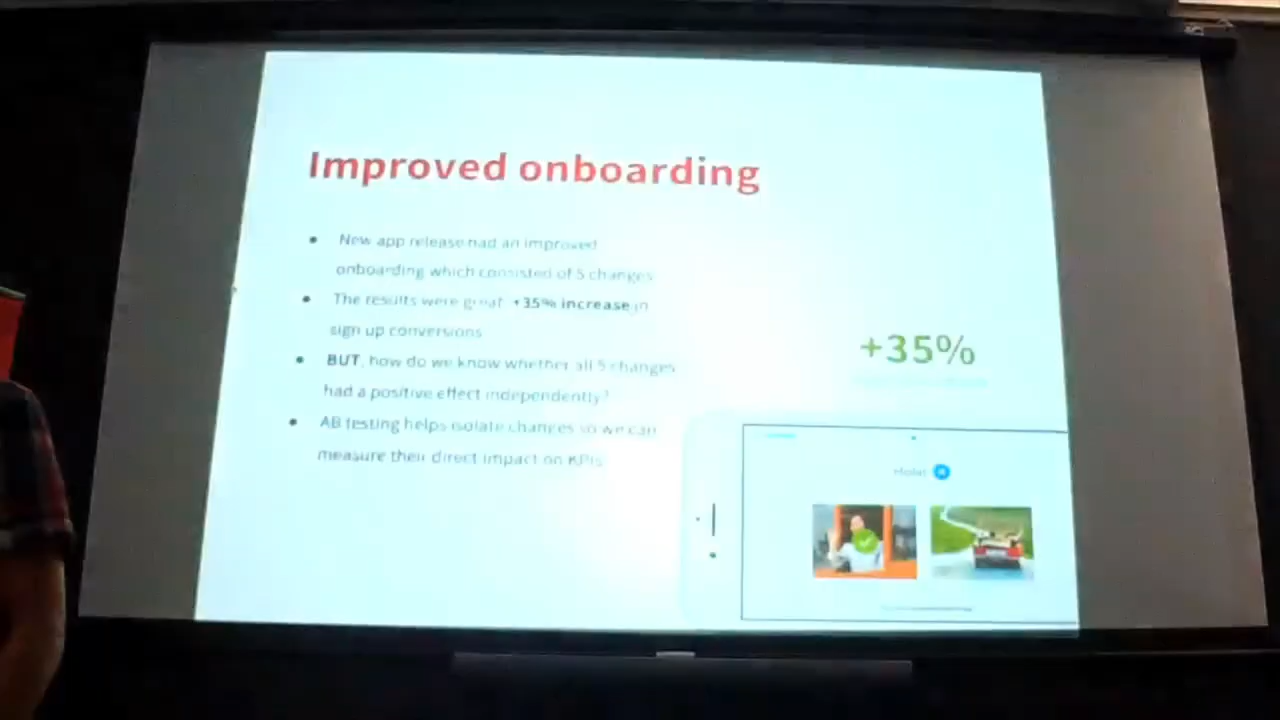 Improved onboarding
New app release had an improved
onboarding which consisted of 5 changes
The results were great +35% increase in
sign up conversions
BUT, how do we know whether all 5 changes
had a positive effect independently?
AB testing helps isolate changes so we can
measure their direct impact on KPIs
+35%